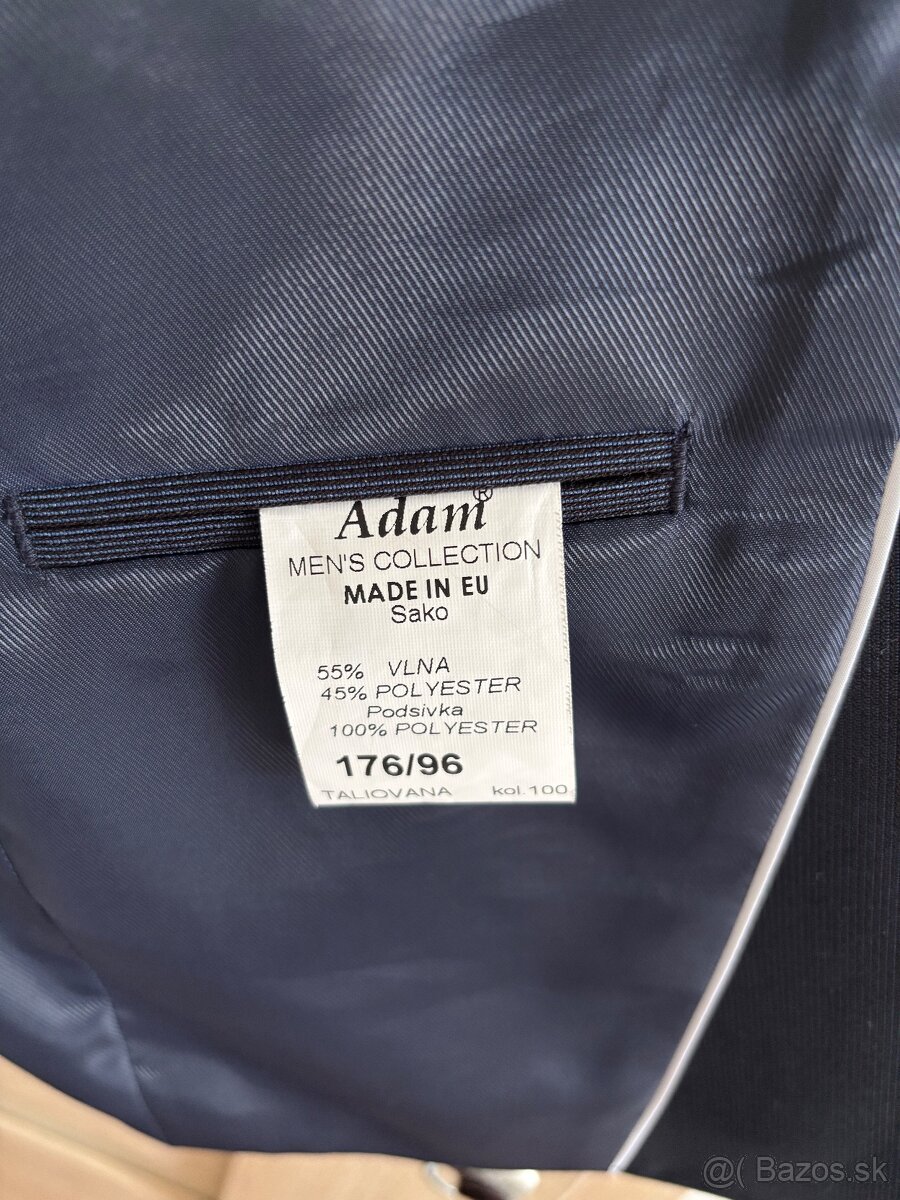 Adam®
MEN'S COLLECTION
MADE IN EU
Sako
55% VLNA
45% POLYESTER
Podsivka
100% POLYESTER
176/96
TALIOVANA kol.100
@( Bazos.sk